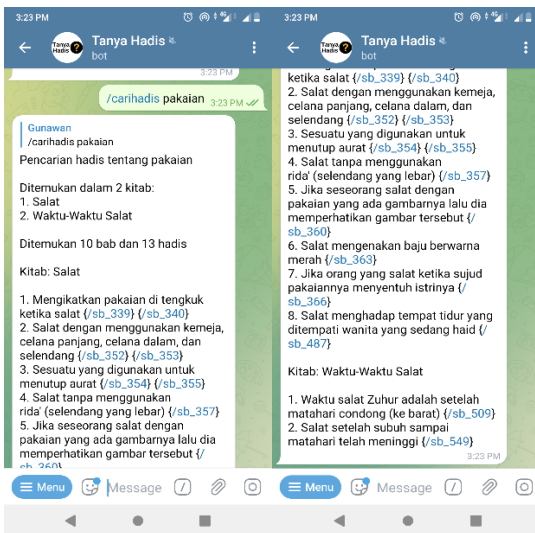 3:23 PM
4G
Tanya Hadis
Tanya Hadis ?
bot
3:23 PM
/carihadis pakaian 3:23 PM
Gunawan
/carihadis pakaian
Pencarian hadis tentang pakaian
Ditemukan dalam 2 kitab:
1. Salat
2. Waktu-Waktu Salat
Ditemukan 10 bab dan 13 hadis
Kitab: Salat
1. Mengikatkan pakaian di tengkuk
ketika salat {/sb_339} {/sb_340}
2. Salat dengan menggunakan kemeja,
celana panjang, celana dalam, dan
selendang {/sb_352} {/sb_353}
3. Sesuatu yang digunakan untuk
menutup aurat {/sb_354} {/sb_355}
4. Salat tanpa menggunakan
rida' (selendang yang lebar) {/sb_357}
5. Jika seseorang salat dengan
pakaian yang ada gambarnya lalu dia
memperhatikan gambar tersebut {/
sb_360}
Menu
Message
3:23 PM
4G
Tanya Hadis
Tanya Hadis ?
bot
ketika salat {/sb_339} {/sb_340}
2. Salat dengan menggunakan kemeja,
celana panjang, celana dalam, dan
selendang {/sb_352} {/sb_353}
3. Sesuatu yang digunakan untuk
menutup aurat {/sb_354} {/sb_355}
4. Salat tanpa menggunakan
rida' (selendang yang lebar) {/sb_357}
5. Jika seseorang salat dengan
pakaian yang ada gambarnya lalu dia
memperhatikan gambar tersebut {/
sb_360}
6. Salat mengenakan baju berwarna
merah {/sb_363}
7. Jika orang yang salat ketika sujud
pakaiannya menyentuh istrinya {/
sb_366}
8. Salat menghadap tempat tidur yang
ditempati wanita yang sedang haid {/
sb_487}
Kitab: Waktu-Waktu Salat
1. Waktu salat Zuhur adalah setelah
matahari condong (ke barat) {/sb_509}
2. Salat setelah subuh sampai
matahari telah meninggi {/sb_549}
3:23 PM
Menu
Message